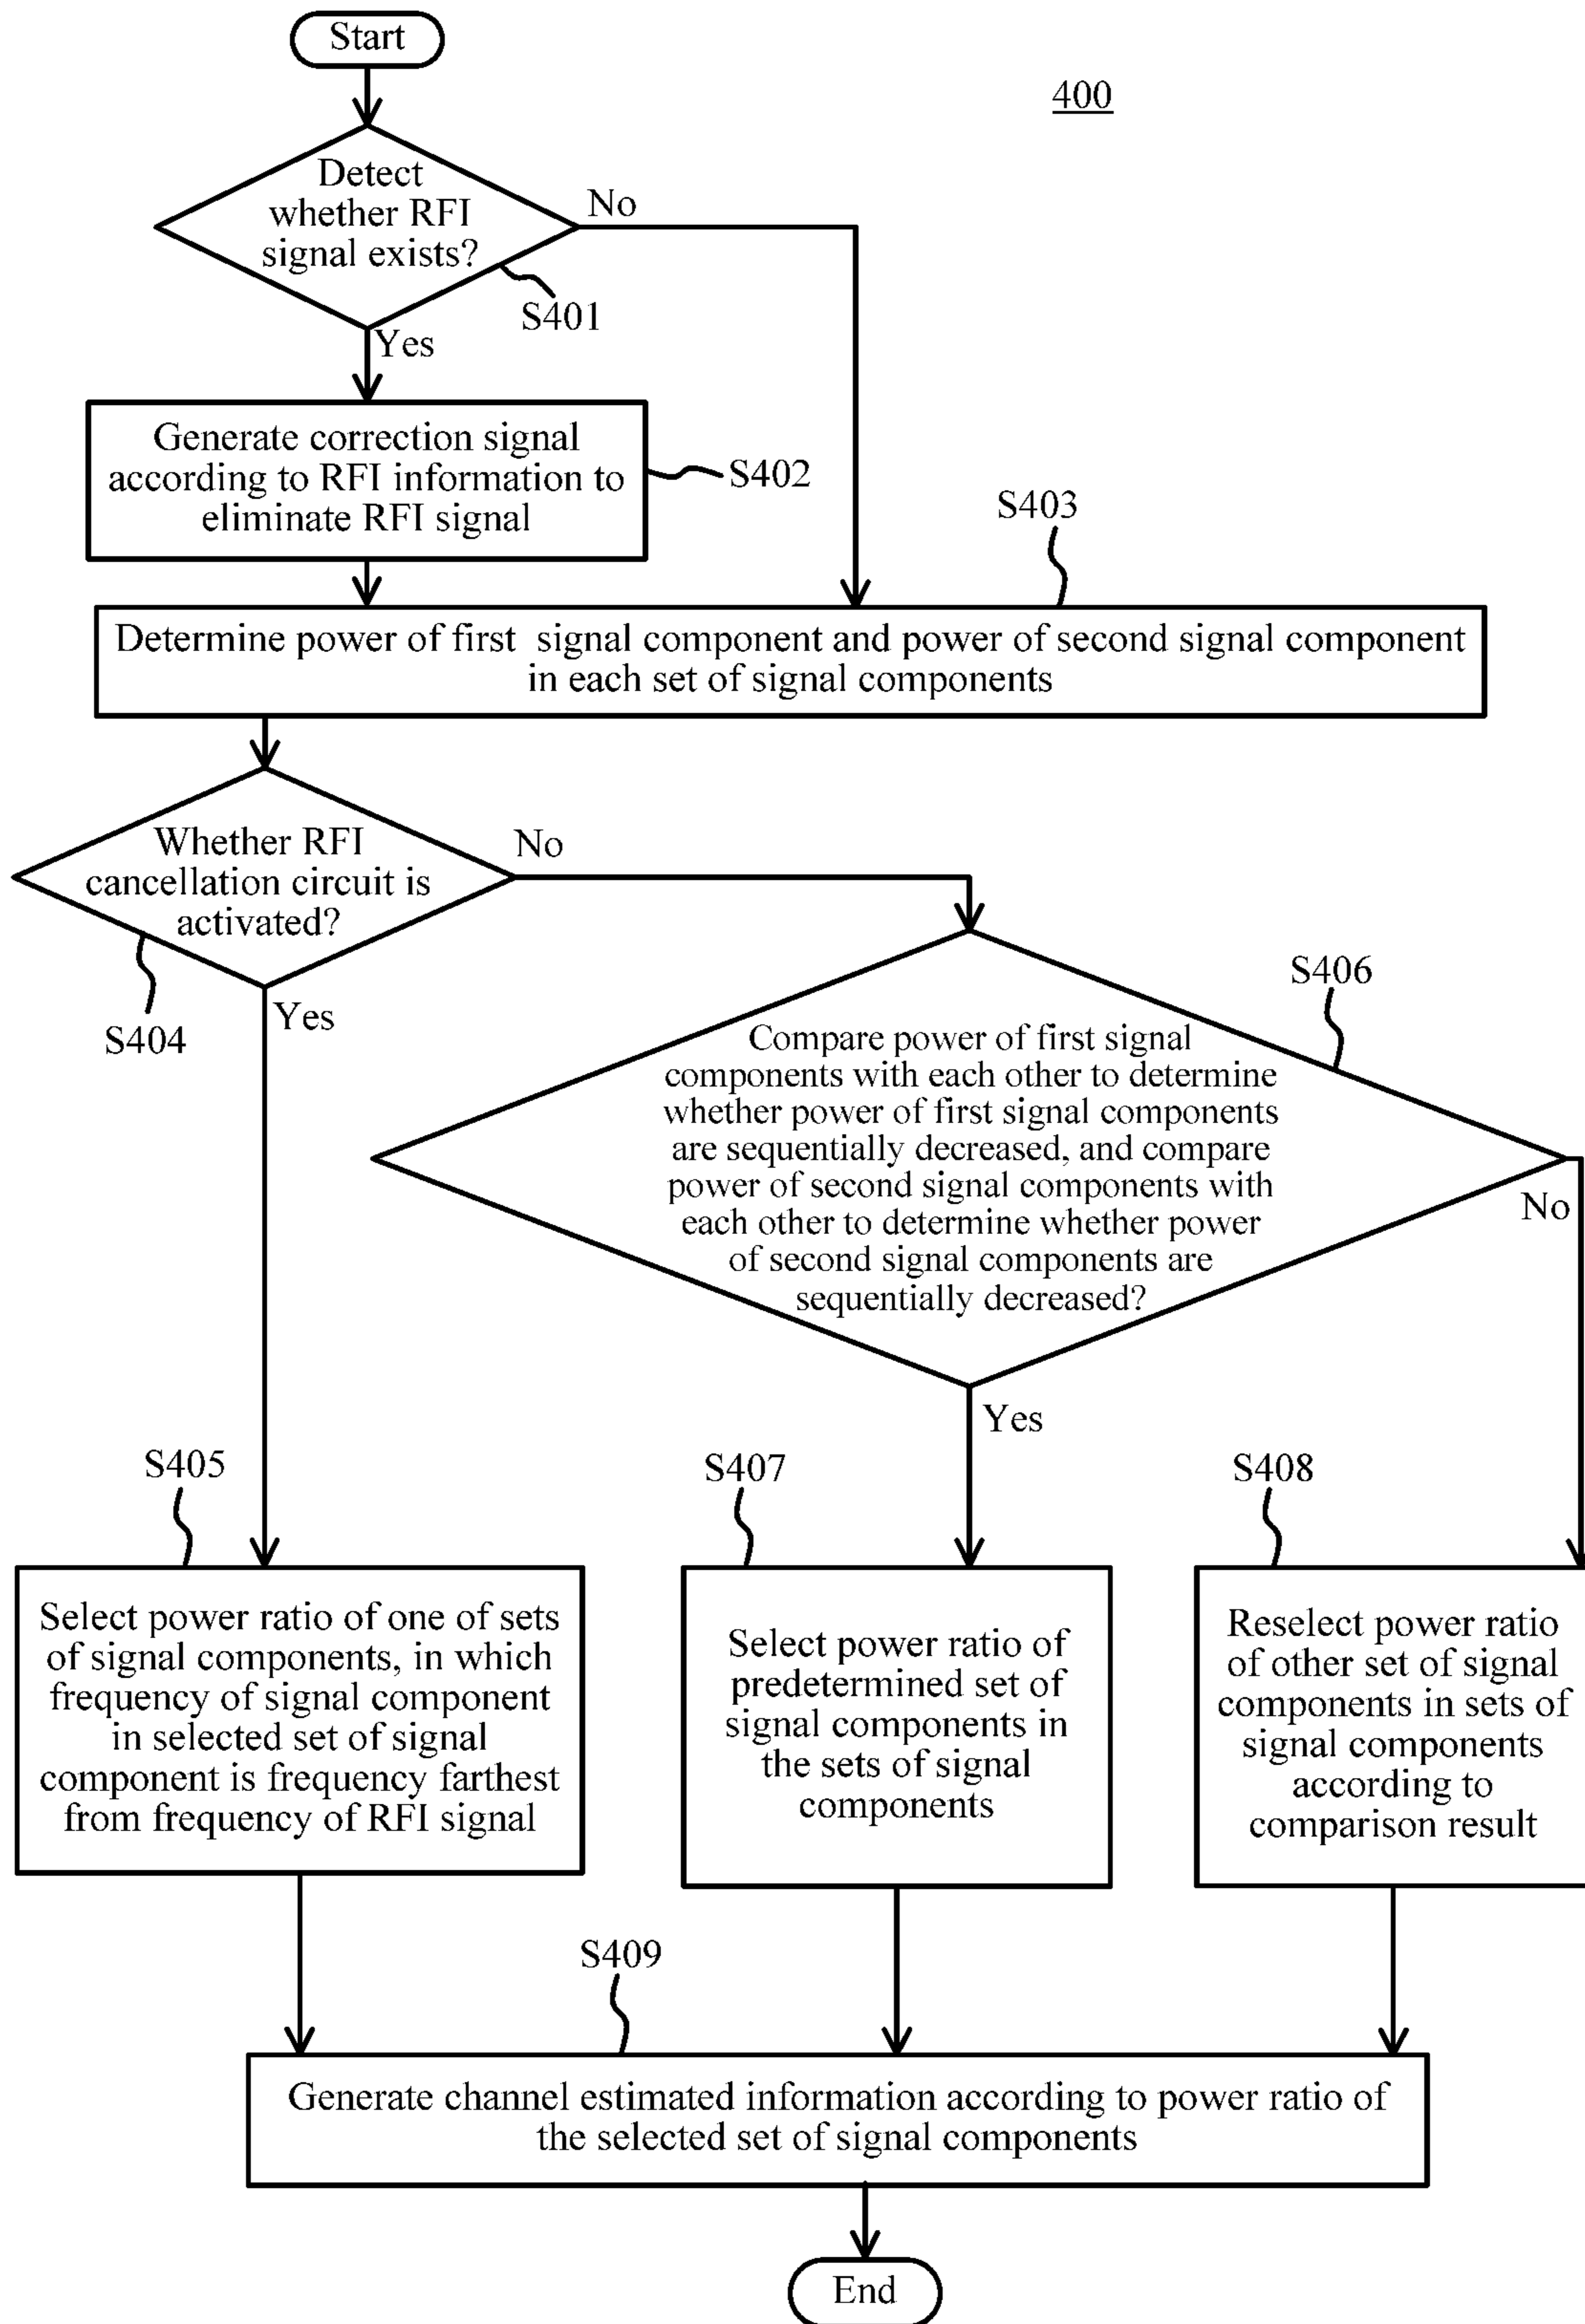 Start
400
Detect
whether RFI
signal exists?
No
S401
Yes
Generate correction signal
according to RFI information to
eliminate RFI signal
S402
S403
Determine power of first signal component and power of second signal component
in each set of signal components
Whether RFI
cancellation circuit is
activated?
No
S404
Yes
S406
Compare power of first signal
components with each other to determine
whether power of first signal components
are sequentially decreased, and compare
power of second signal components with
each other to determine whether power
of second signal components are
sequentially decreased?
No
Yes
S405
S407
S408
Select power ratio of one of sets
of signal components, in which
frequency of signal component
in selected set of signal
component is frequency farthest
from frequency of RFI signal
Select power ratio of
predetermined set of
signal components in
the sets of signal
components
Reselect power ratio
of other set of signal
components in sets of
signal components
according to
comparison result
S409
Generate channel estimated information according to power ratio of
the selected set of signal components
End